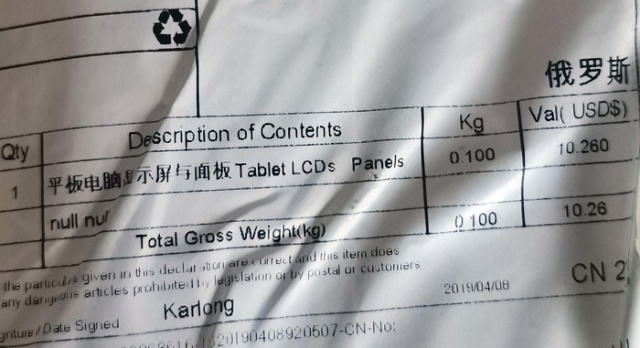 俄罗斯
Qty Description of Contents Kg Val( USD$)
1 平板电脑显示屏与面板 Tablet LCDs Panels 0.100 10.260
null nul
Total Gross Weight(kg) 0.100 10.26
the particulas given in this declaration are correct and this item does
any dangrous articles prohibited by legislation or by postal or customers
Karlong 2019/04/08 CN 2
gniture / Date Signed
20190408920507-CN-No: